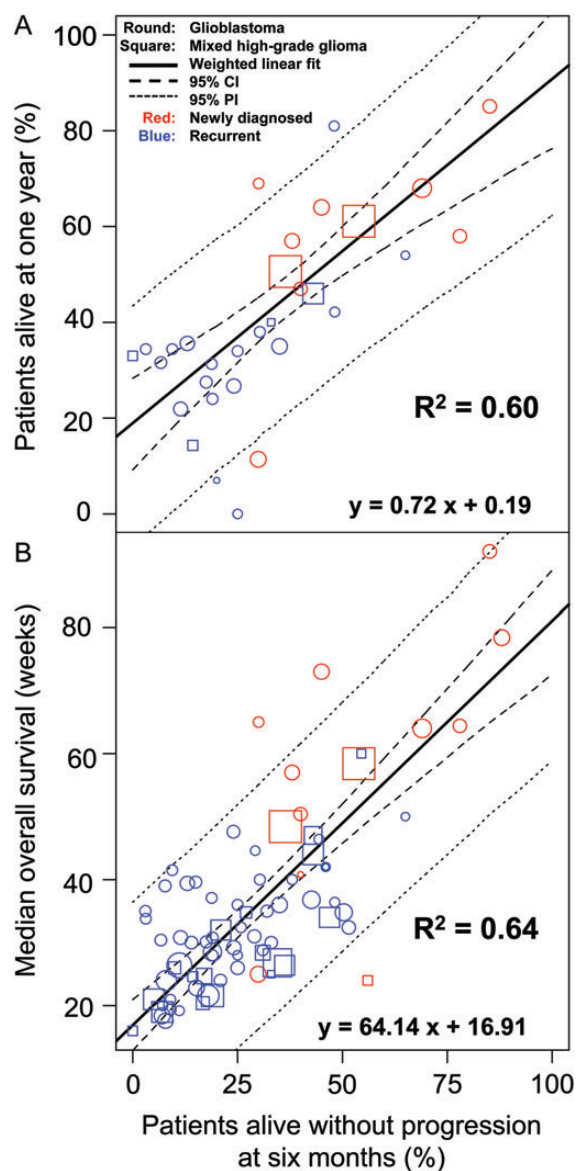 A
Round: Glioblastoma
Square: Mixed high-grade glioma
Weighted linear fit
95% CI
95% PI
Red: Newly diagnosed
Blue: Recurrent
100
80
60
40
20
0
Patients alive at one year (%)
R² = 0.60
y = 0.72 x + 0.19
B
80
60
40
20
Median overall survival (weeks)
R² = 0.64
y = 64.14 x + 16.91
0 25 50 75 100
Patients alive without progression
at six months (%)